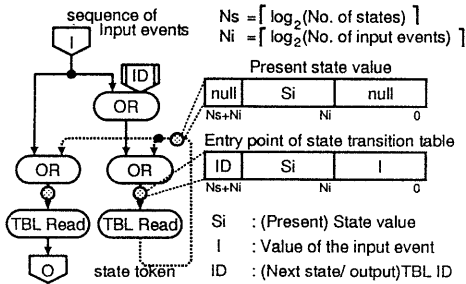 sequence of
Input events
Ns =⌈ log2(No. of states) ⌉
Ni =⌈ log2(No. of input events) ⌉
I
ID
OR
Present state value
null Si null
Ns+Ni Ni 0
OR OR
Entry point of state transition table
ID Si I
Ns+Ni Ni 0
TBL Read TBL Read
O
state token
Si : (Present) State value
I : Value of the input event
ID : (Next state/ output)TBL ID